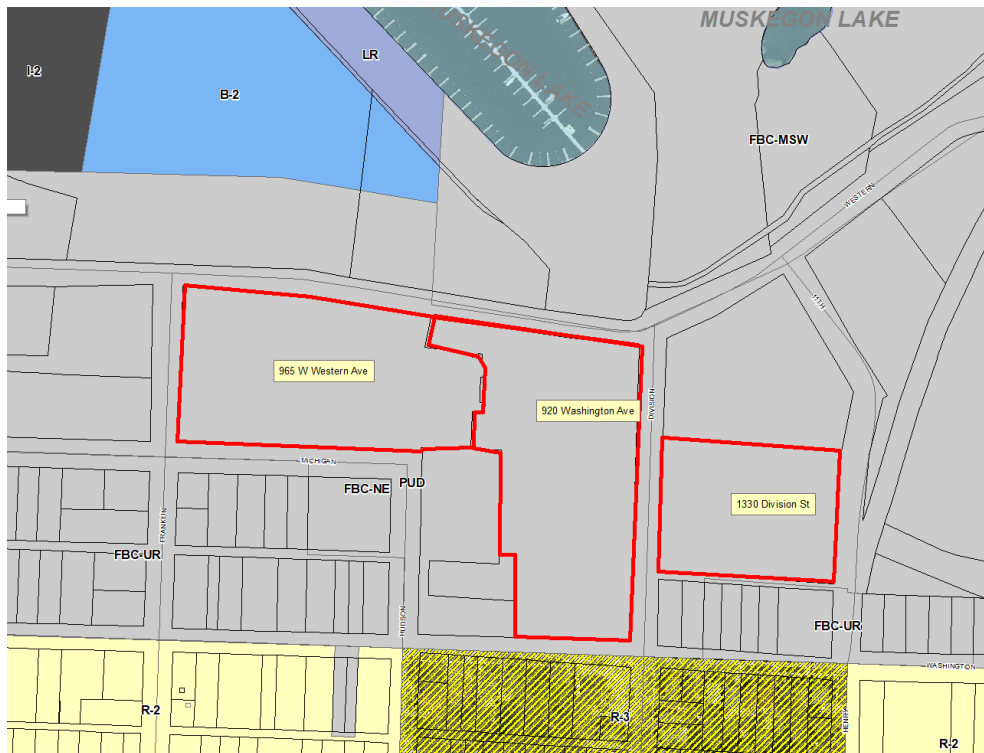 MUSKEGON LAKE
LR
I-2
B-2
MUSKEGON LAKE
FBC-MSW
WESTERN
11TH
965 W Western Ave
920 Washington Ave
DIVISION
MICHIGAN
FBC-NE
PUD
1330 Division St
FRANKLIN
FBC-UR
HUDSON
FBC-UR
WASHINGTON
R-2
R-3
HENRY
R-2